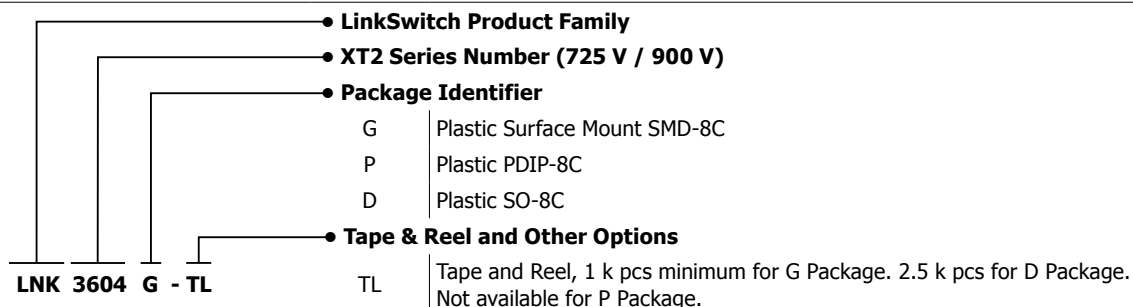 LinkSwitch Product Family
XT2 Series Number (725 V / 900 V)
Package Identifier
G Plastic Surface Mount SMD-8C
P Plastic PDIP-8C
D Plastic SO-8C
Tape & Reel and Other Options
TL Tape and Reel, 1 k pcs minimum for G Package. 2.5 k pcs for D Package.
Not available for P Package.
LNK 3604 G - TL